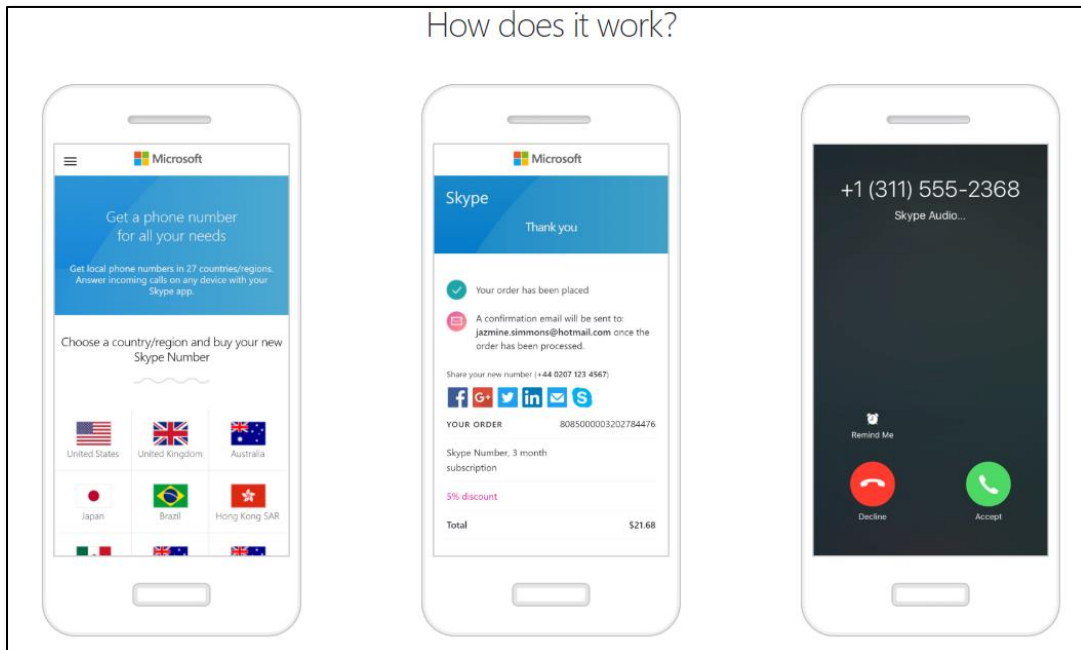 How does it work?
Microsoft
Get a phone number
for all your needs
Get local phone numbers in 27 countries/regions.
Answer incoming calls on any device with your
Skype app.
Choose a country/region and buy your new
Skype Number
United States
United Kingdom
Australia
Japan
Brazil
Hong Kong SAR
Microsoft
Skype
Thank you
Your order has been placed
A confirmation email will be sent to:
jazmine.simmons@hotmail.com once the
order has been processed.
Share your new number (+44 0207 123 4567)
f G+ in S
YOUR ORDER 8085000003202784476
Skype Number, 3 month
subscription
5% discount
Total $21.68
+1 (311) 555-2368
Skype Audio...
Remind Me
Decline
Accept